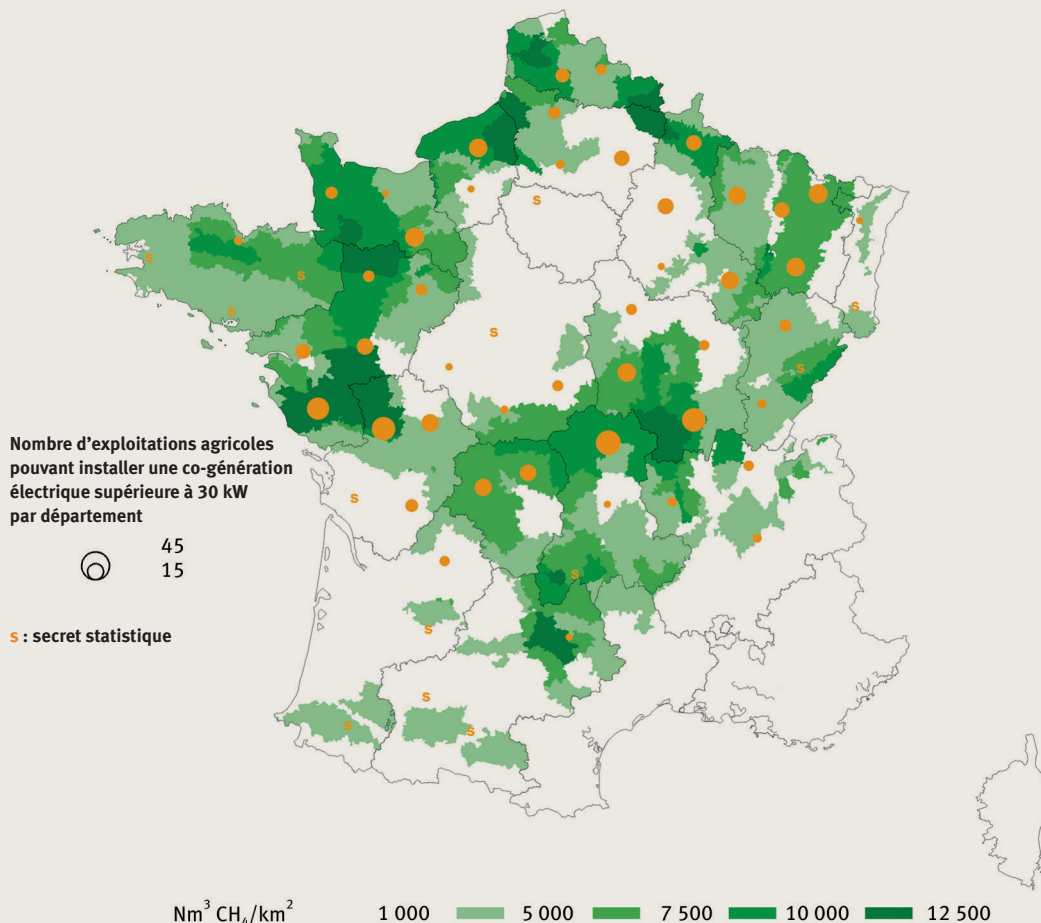 s
s
s
s
s
s
s
s
Nombre d’exploitations agricoles
pouvant installer une co-génération
électrique supérieure à 30 kW
par département
s
45
15
s
s : secret statistique
s
s
s
s
Nm³ CH₄/km² 1 000 5 000 7 500 10 000 12 500